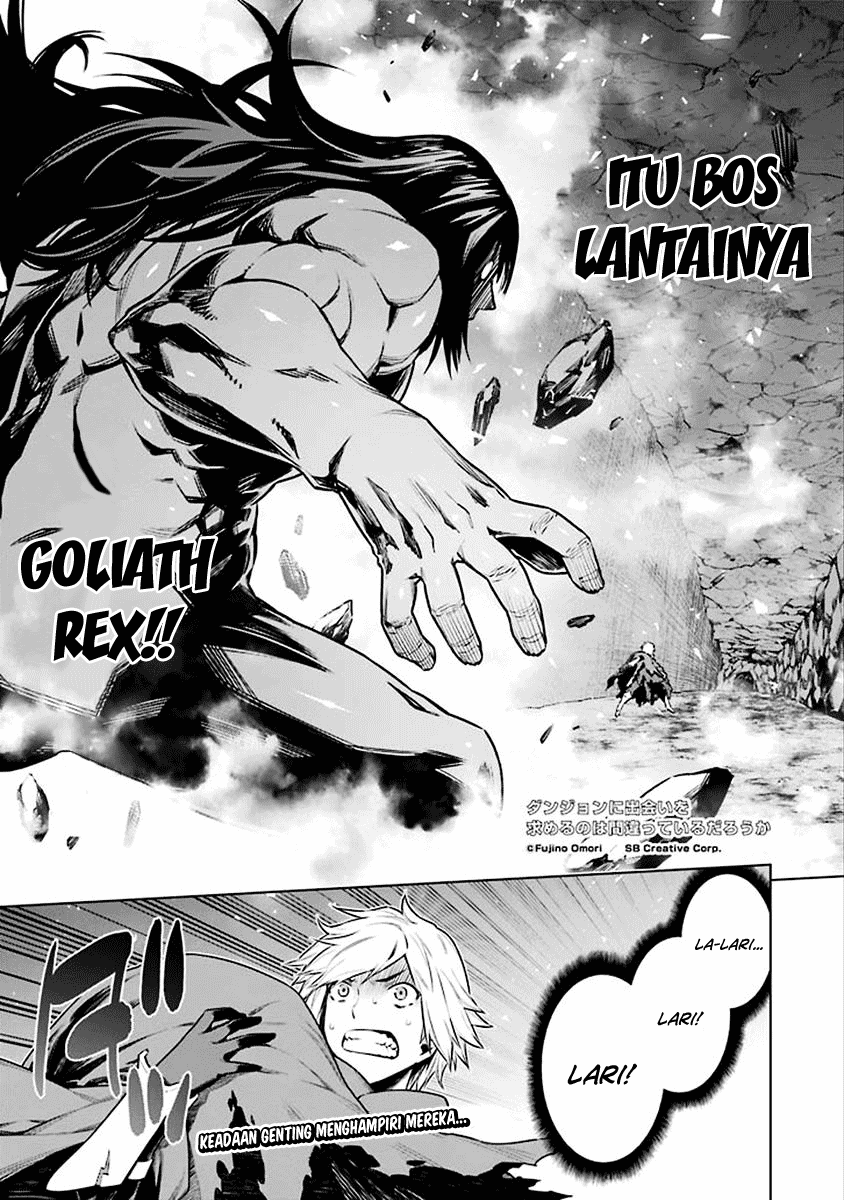 ITU BOS
LANTAINYA
GOLIATH
REX!!
ダンジョンに出会いを
求めるのは間違っているだろうか
©Fujino Omori / SB Creative Corp.
LA-LARI...
LARI!
LARI!
ダッ
KEADAAN GENTING MENGHAMPIRI MEREKA...